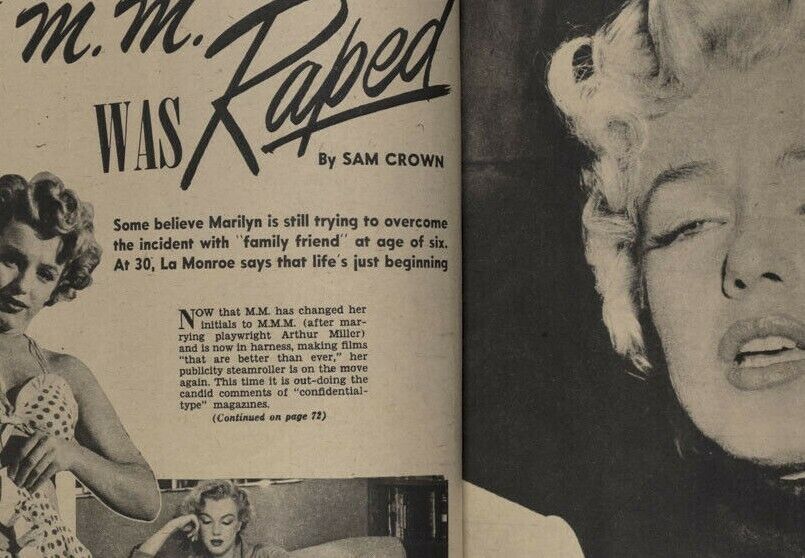 M.M.
WAS Raped
By SAM CROWN
Some believe Marilyn is still trying to overcome
the incident with "family friend" at age of six.
At 30, La Monroe says that life's just beginning
NOW that M.M. has changed her
initials to M.M.M. (after mar-
rying playwright Arthur Miller)
and is now in harness, making films
"that are better than ever," her
publicity steamroller is on the move
again. This time it is out-doing the
candid comments of "confidential-
type" magazines.
(Continued on page 72)